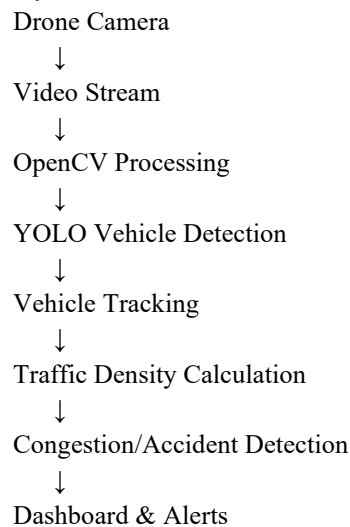 Drone Camera
↓
Video Stream
↓
OpenCV Processing
↓
YOLO Vehicle Detection
↓
Vehicle Tracking
↓
Traffic Density Calculation
↓
Congestion/Accident Detection
↓
Dashboard & Alerts